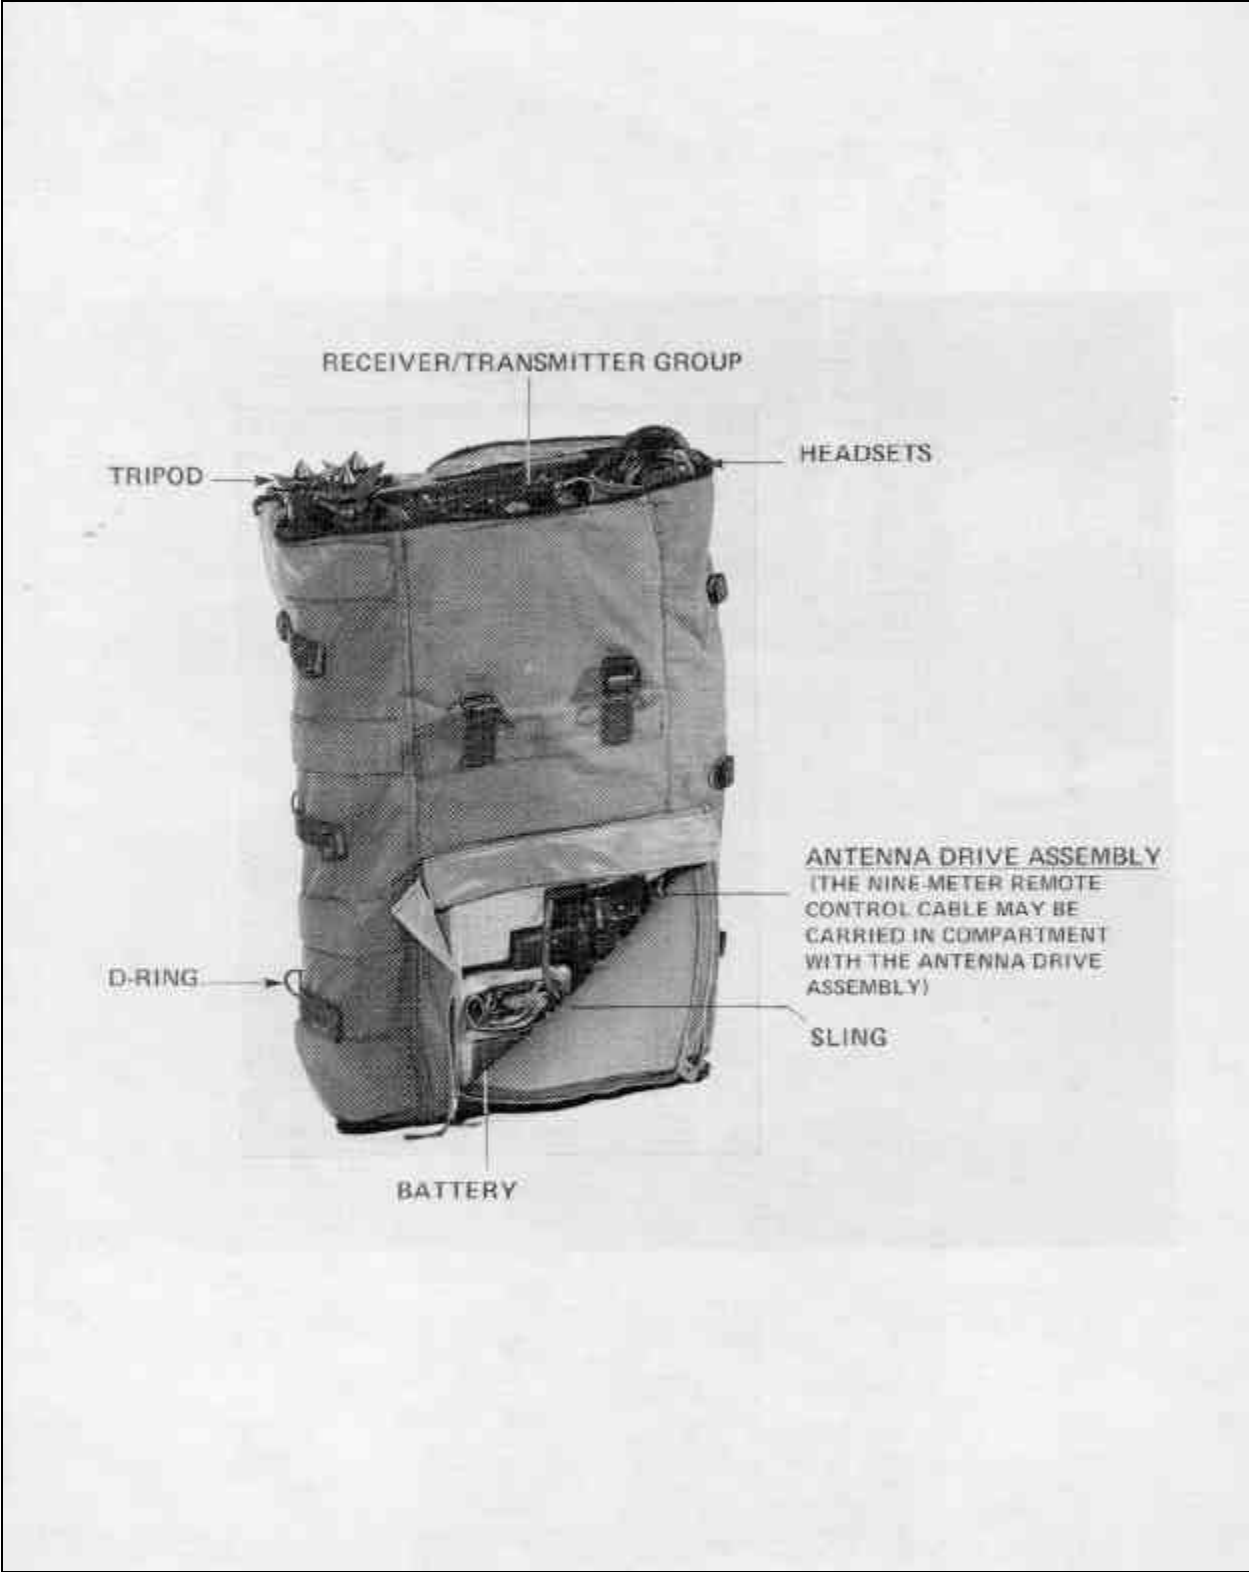 RECEIVER/TRANSMITTER GROUP
HEADSETS
TRIPOD
ANTENNA DRIVE ASSEMBLY
(THE NINE-METER REMOTE
CONTROL CABLE MAY BE
CARRIED IN COMPARTMENT
WITH THE ANTENNA DRIVE
ASSEMBLY)
D-RING
SLING
BATTERY